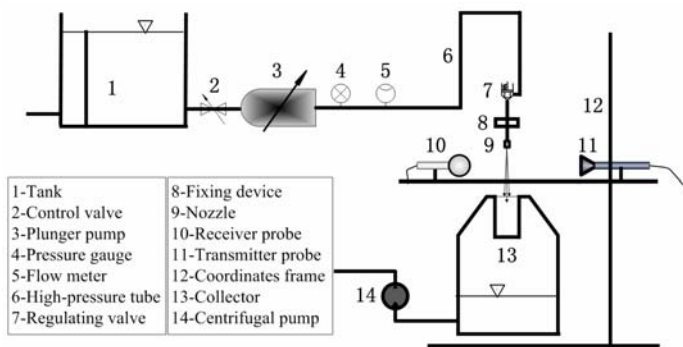 1
2
3
4
5
6
7
8
9
10
11
12
13
14
1-Tank
2-Control valve
3-Plunger pump
4-Pressure gauge
5-Flow meter
6-High-pressure tube
7-Regulating valve
8-Fixing device
9-Nozzle
10-Receiver probe
11-Transmitter probe
12-Coordinates frame
13-Collector
14-Centrifugal pump